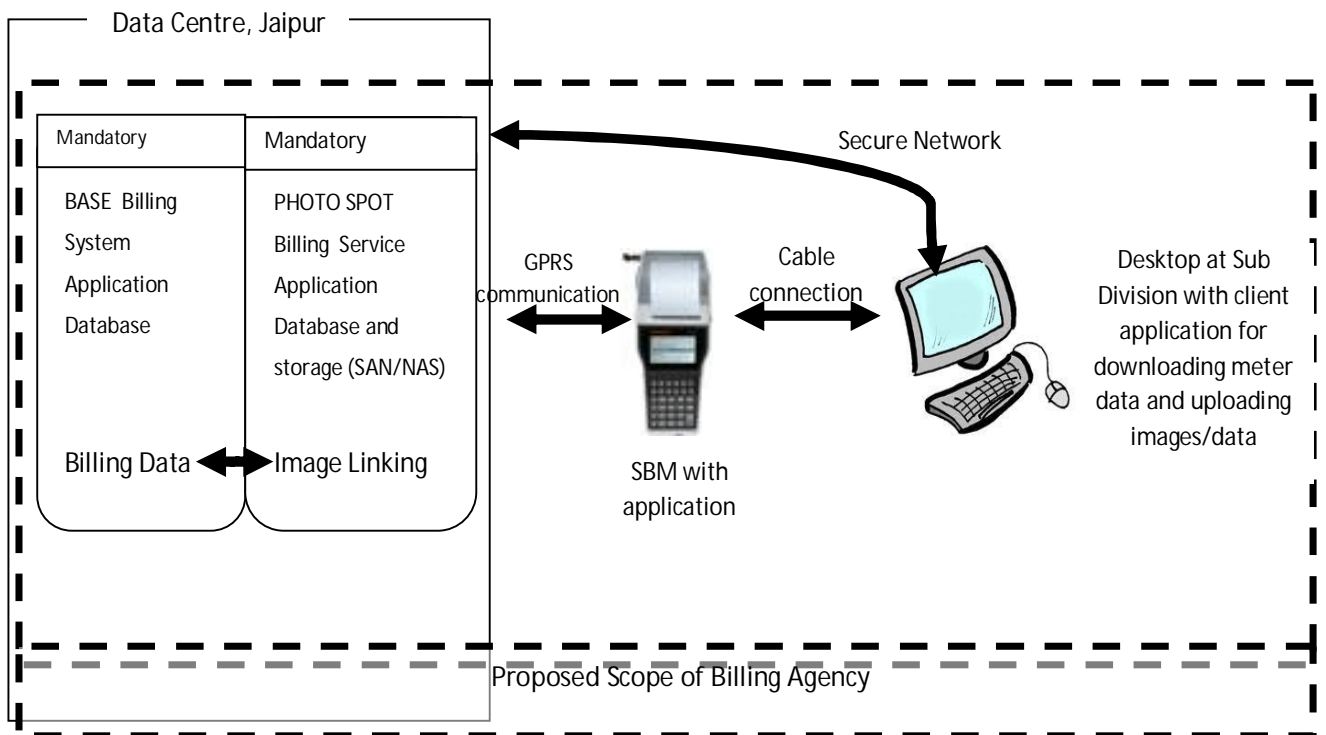 Data Centre, Jaipur
Mandatory
BASE Billing
System
Application
Database
Billing Data
Mandatory
PHOTO SPOT
Billing Service
Application
Database and
storage (SAN/NAS)
Image Linking
GPRS
communication
SBM with
application
Cable
connection
Secure Network
Desktop at Sub
Division with client
application for
downloading meter
data and uploading
images/data
Proposed Scope of Billing Agency